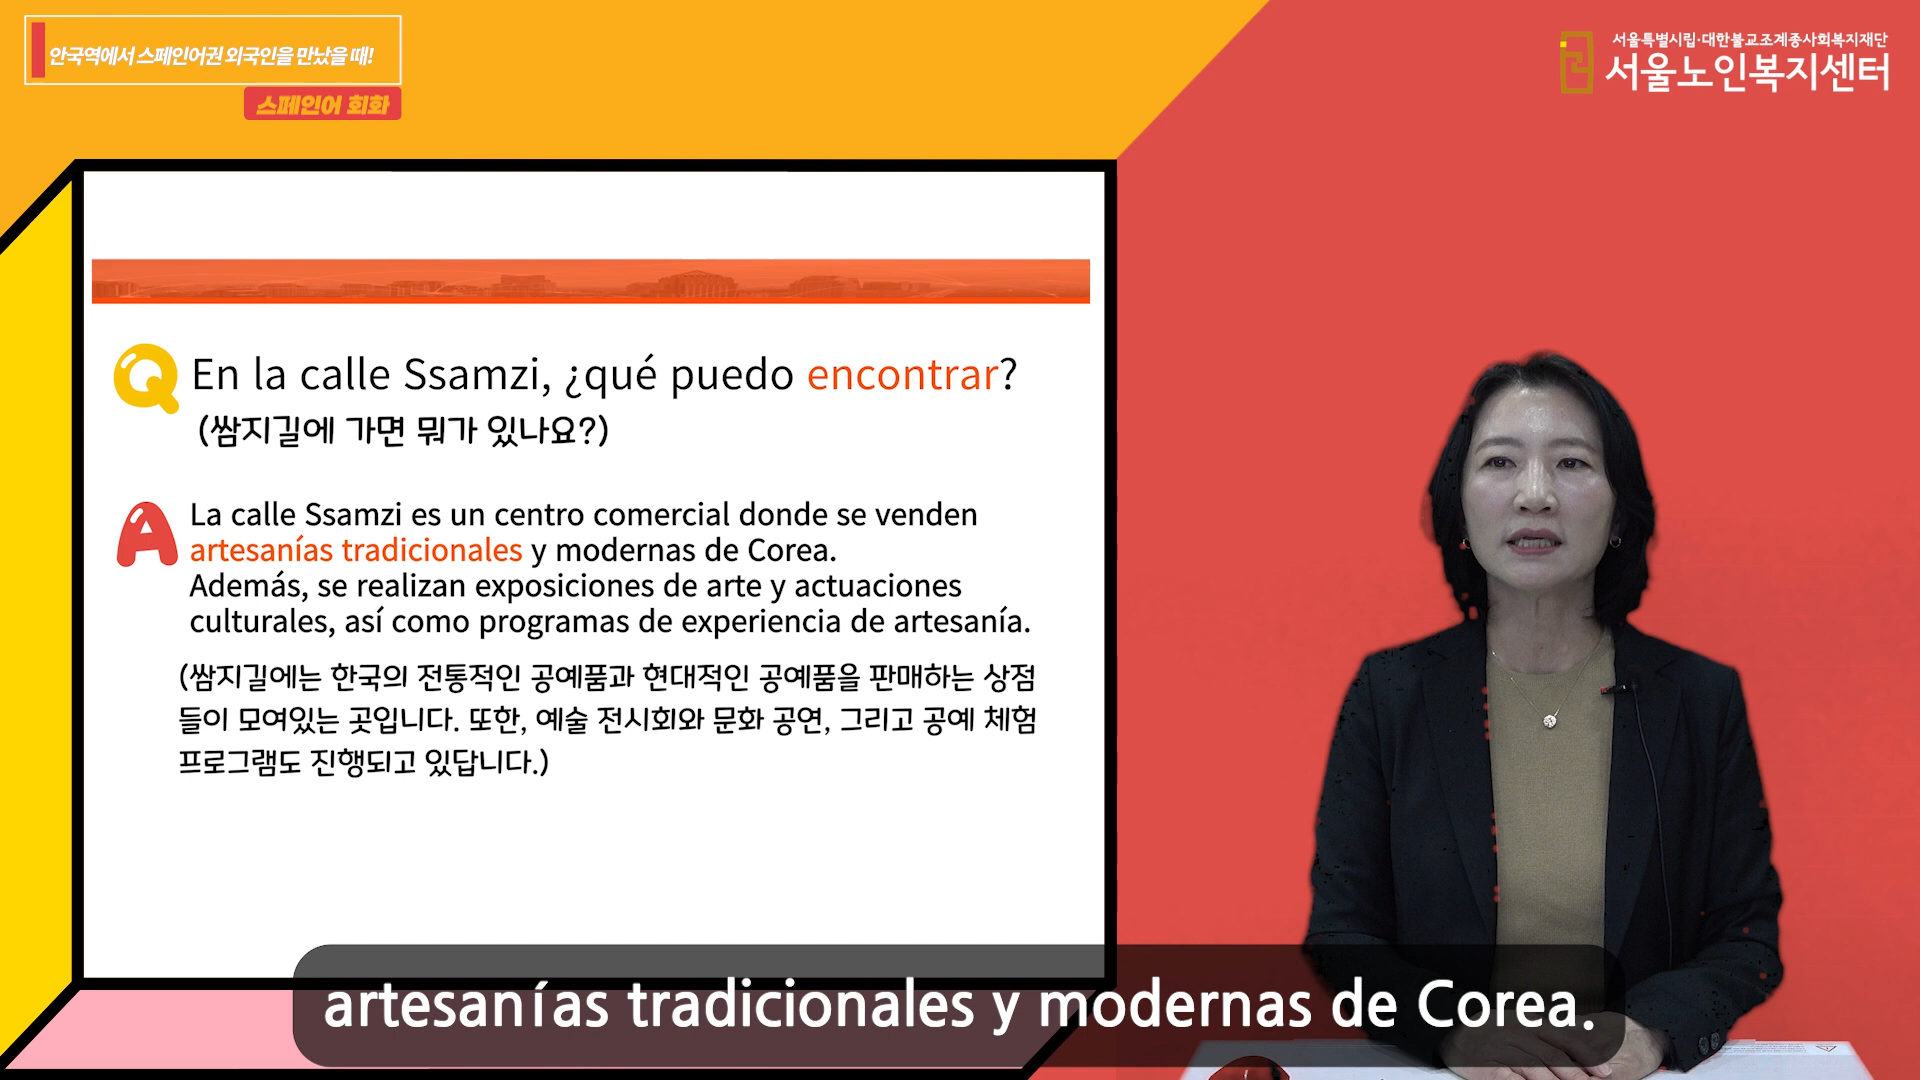 안국역에서 스페인어권 외국인을 만났을 때!
스페인어 회화
서울특별시립·대한불교조계종사회복지재단
서울노인복지센터
Q En la calle Ssamzi, ¿qué puedo encontrar?
(쌈지길에 가면 뭐가 있나요?)
A La calle Ssamzi es un centro comercial donde se venden
artesanías tradicionales y modernas de Corea.
Además, se realizan exposiciones de arte y actuaciones
culturales, así como programas de experiencia de artesanía.
(쌈지길에는 한국의 전통적인 공예품과 현대적인 공예품을 판매하는 상점
들이 모여있는 곳입니다. 또한, 예술 전시회와 문화 공연, 그리고 공예 체험
프로그램도 진행되고 있답니다.)
artesanías tradicionales y modernas de Corea.